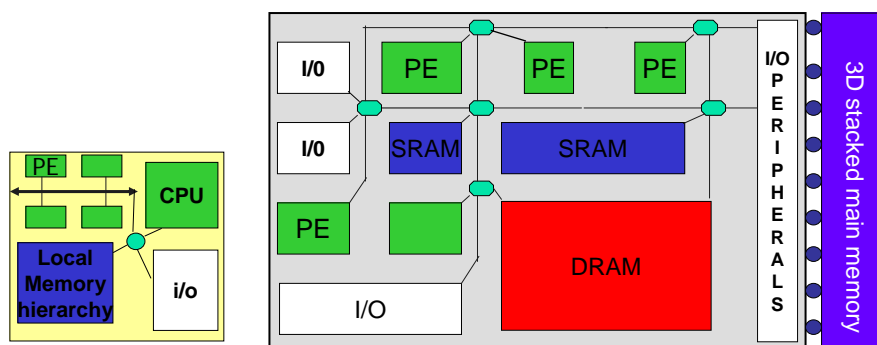 PE
CPU
Local
Memory
hierarchy
i/o
I/0
PE
PE
PE
I/0
SRAM
SRAM
PE
DRAM
I/O
I/O
P
E
R
I
P
H
E
R
A
L
S
3D stacked main memory